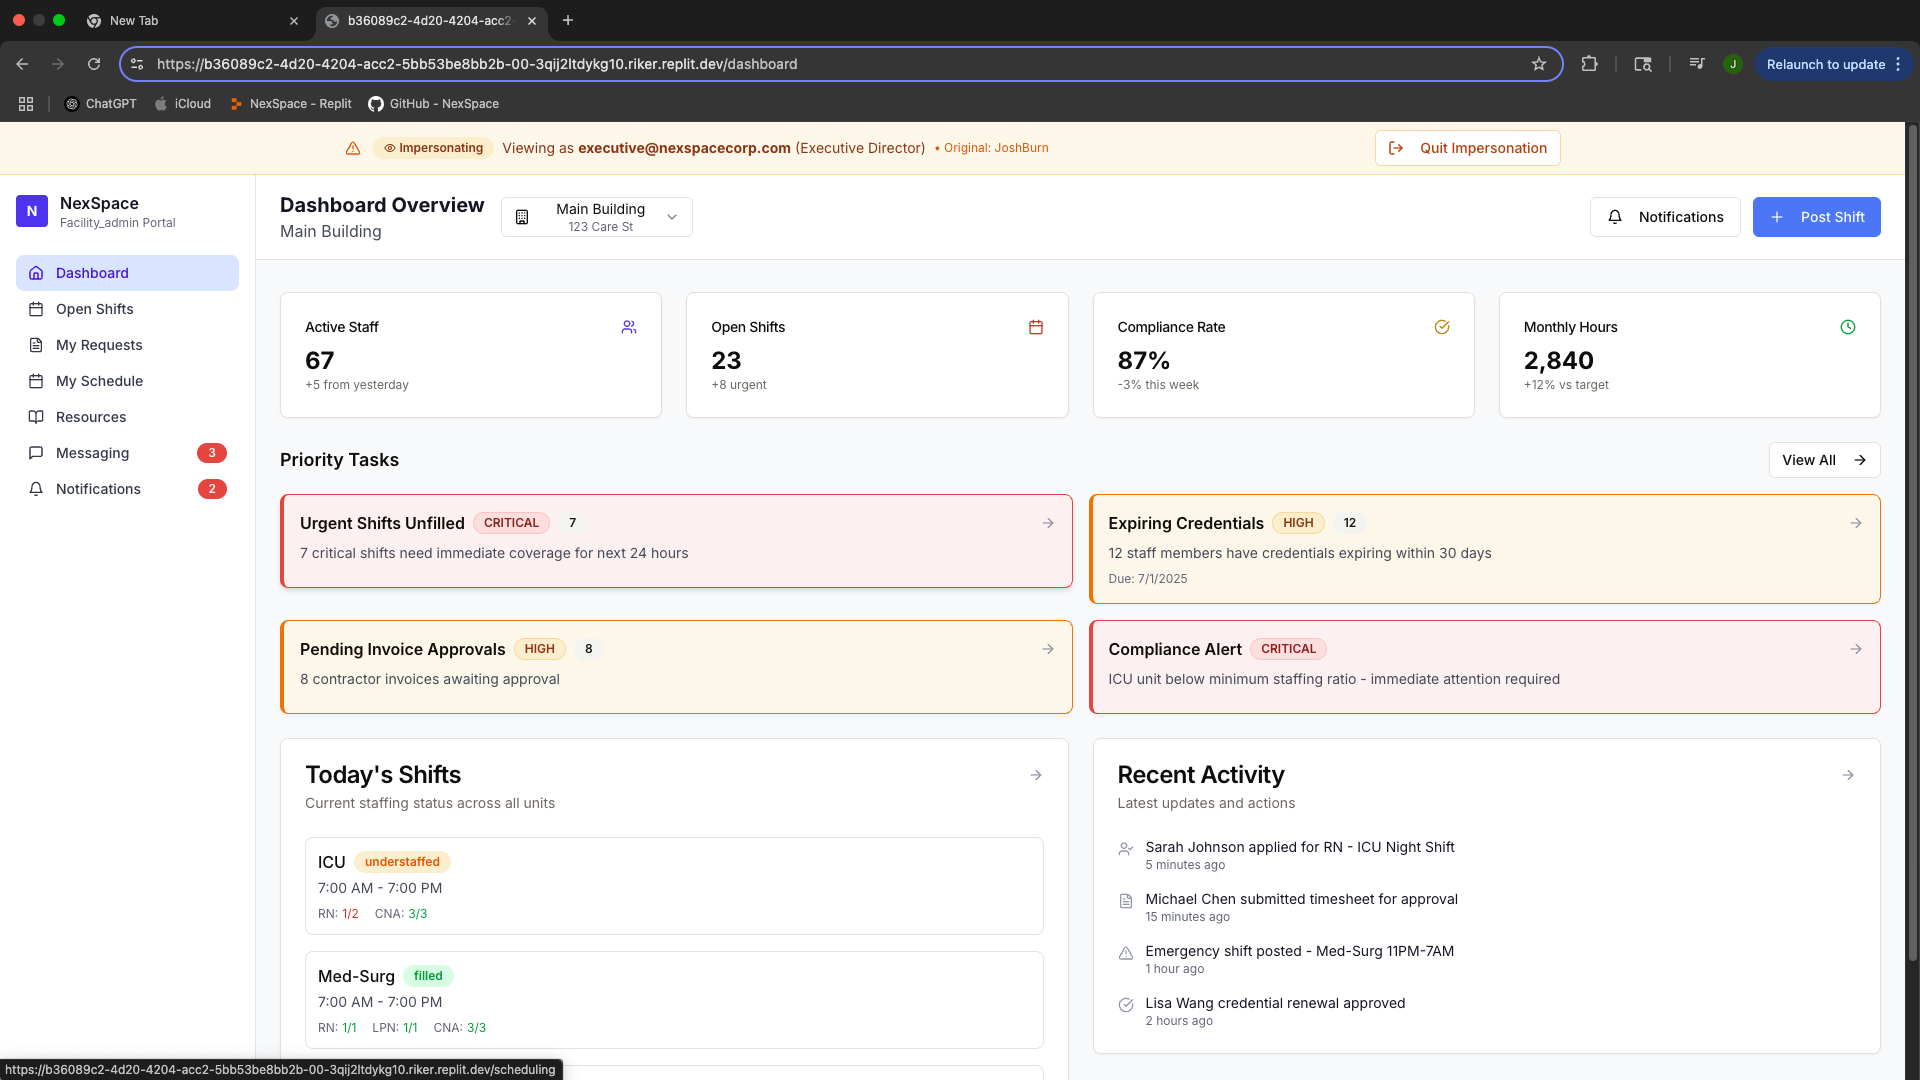 New Tab
b36089c2-4d20-4204-acc2-
https://b36089c2-4d20-4204-acc2-5bb53be8bb2b-00-3qij2ltdykg10.riker.replit.dev/dashboard
J
Relaunch to update
ChatGPT
iCloud
NexSpace - Replit
GitHub - NexSpace
Impersonating
Viewing as executive@nexspacecorp.com (Executive Director)
• Original: JoshBurn
Quit Impersonation
N
NexSpace
Facility_admin Portal
Dashboard
Open Shifts
My Requests
My Schedule
Resources
Messaging
3
Notifications
2
Dashboard Overview
Main Building
Main Building
123 Care St
Notifications
Post Shift
Active Staff
67
+5 from yesterday
Open Shifts
23
+8 urgent
Compliance Rate
87%
-3% this week
Monthly Hours
2,840
+12% vs target
Priority Tasks
View All
Urgent Shifts Unfilled CRITICAL 7
7 critical shifts need immediate coverage for next 24 hours
Expiring Credentials HIGH 12
12 staff members have credentials expiring within 30 days
Due: 7/1/2025
Pending Invoice Approvals HIGH 8
8 contractor invoices awaiting approval
Compliance Alert CRITICAL
ICU unit below minimum staffing ratio - immediate attention required
Today's Shifts
Current staffing status across all units
ICU understaffed
7:00 AM - 7:00 PM
RN: 1/2 CNA: 3/3
Med-Surg filled
7:00 AM - 7:00 PM
RN: 1/1 LPN: 1/1 CNA: 3/3
Recent Activity
Latest updates and actions
Sarah Johnson applied for RN - ICU Night Shift
5 minutes ago
Michael Chen submitted timesheet for approval
15 minutes ago
Emergency shift posted - Med-Surg 11PM-7AM
1 hour ago
Lisa Wang credential renewal approved
2 hours ago
https://b36089c2-4d20-4204-acc2-5bb53be8bb2b-00-3qij2ltdykg10.riker.replit.dev/scheduling